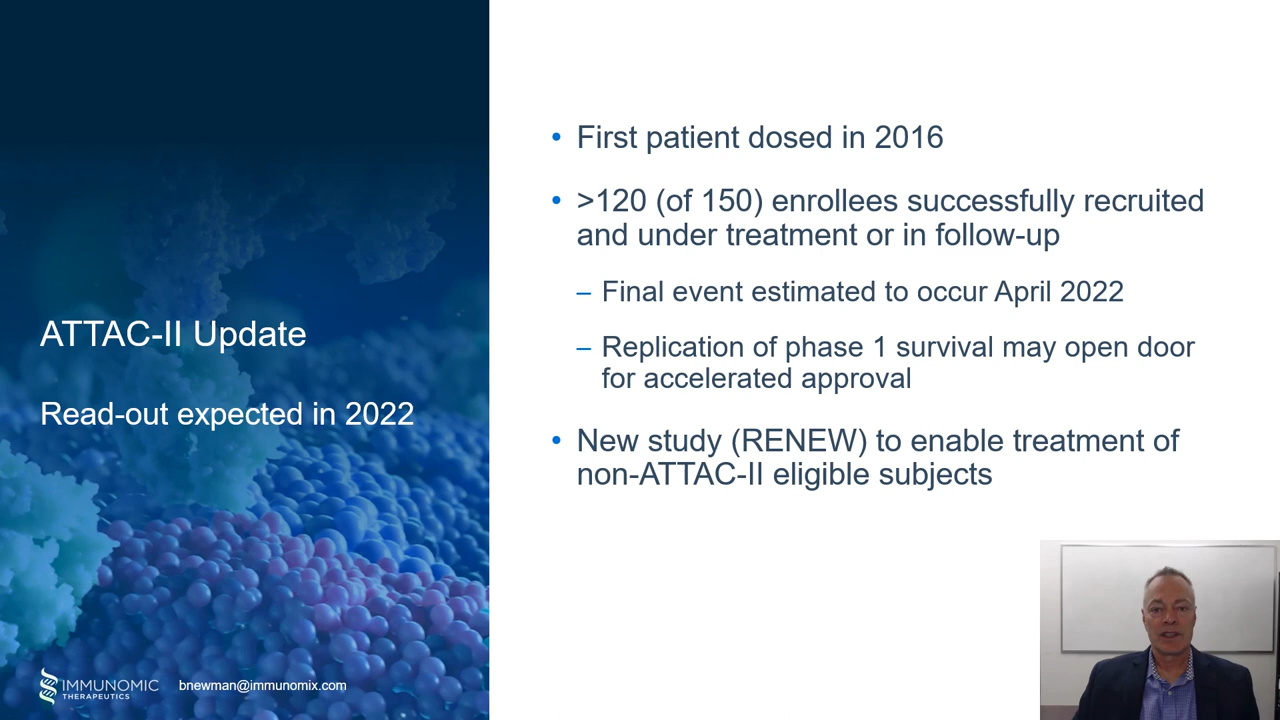 ATTAC-II Update
Read-out expected in 2022
IMMUNOMIC
THERAPEUTICS
bnewman@immunomix.com
• First patient dosed in 2016
• >120 (of 150) enrollees successfully recruited
and under treatment or in follow-up
– Final event estimated to occur April 2022
– Replication of phase 1 survival may open door
for accelerated approval
• New study (RENEW) to enable treatment of
non-ATTAC-II eligible subjects